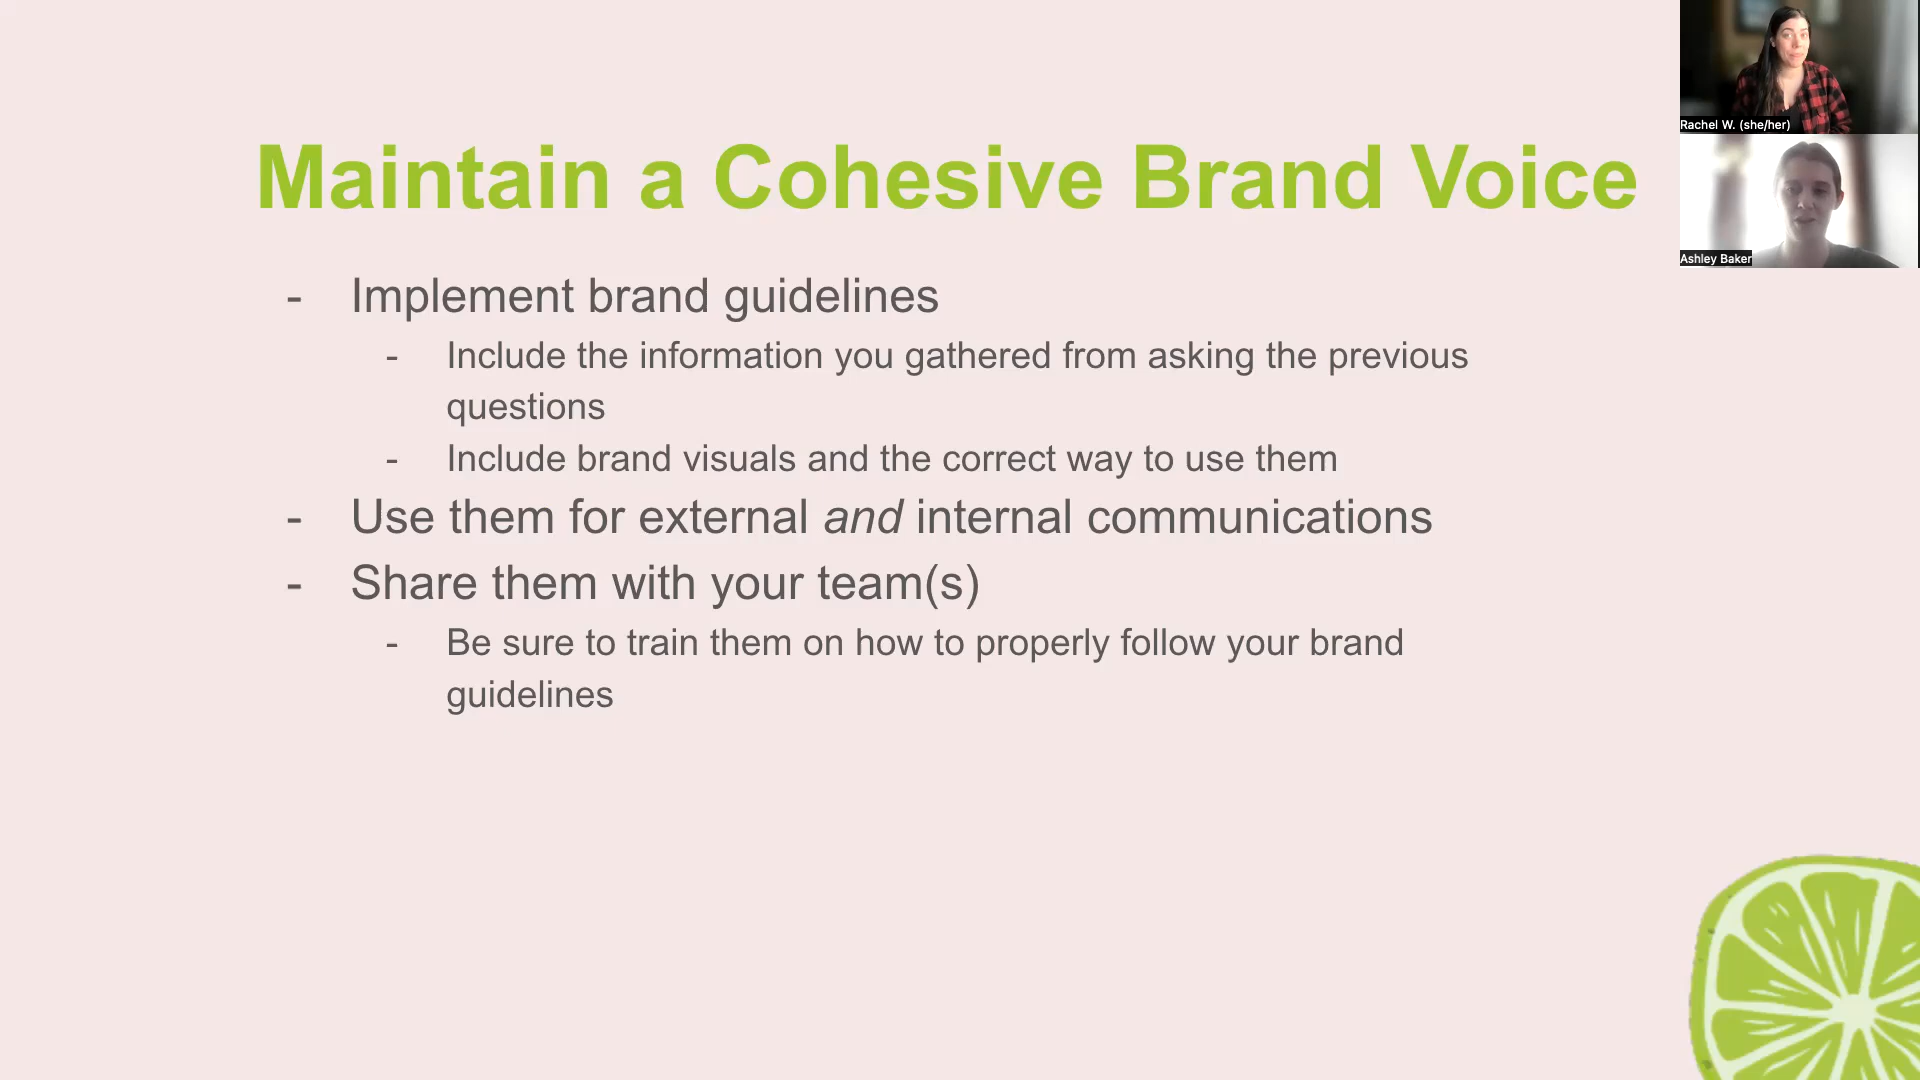 Maintain a Cohesive Brand Voice
- Implement brand guidelines
- Include the information you gathered from asking the previous
questions
- Include brand visuals and the correct way to use them
- Use them for external and internal communications
- Share them with your team(s)
- Be sure to train them on how to properly follow your brand
guidelines
Rachel W. (she/her)
Ashley Baker